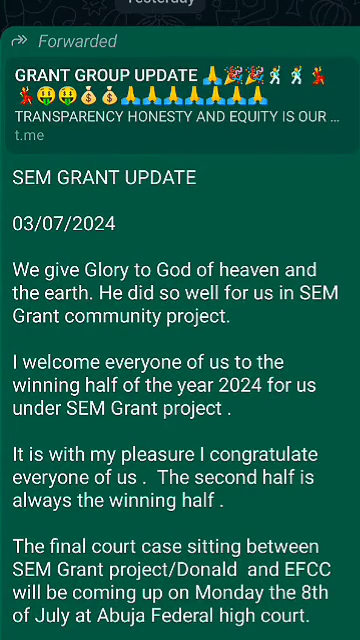 Yesterday
Forwarded
GRANT GROUP UPDATE 🙏🎉🎉🕺🕺💃
💃🤑🤑💰💰🙏🙏🙏🙏🙏🙏🙏
TRANSPARENCY HONESTY AND EQUITY IS OUR ...
t.me
SEM GRANT UPDATE
03/07/2024
We give Glory to God of heaven and
the earth. He did so well for us in SEM
Grant community project.
I welcome everyone of us to the
winning half of the year 2024 for us
under SEM Grant project .
It is with my pleasure I congratulate
everyone of us .  The second half is
always the winning half .
The final court case sitting between
SEM Grant project/Donald  and EFCC
will be coming up on Monday the 8th
of July at Abuja Federal high court.